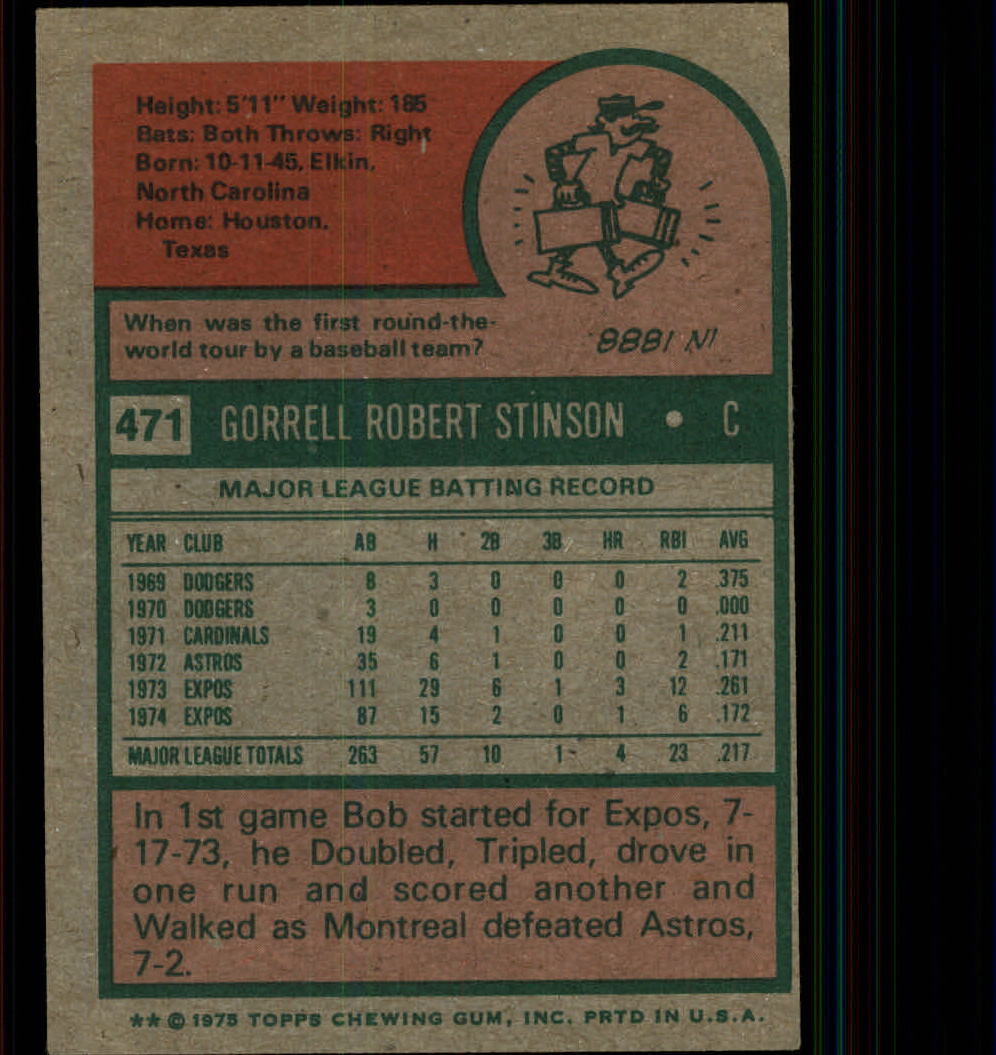 Height: 5'11" Weight: 185
Bats: Both Throws: Right
Born: 10-11-45, Elkin,
North Carolina
Home: Houston,
Texas
When was the first round-the-
world tour by a baseball team?
IN 1888.
471 GORRELL ROBERT STINSON • C
MAJOR LEAGUE BATTING RECORD
YEAR CLUB AB H 2B 3B HR RBI AVG
1969 DODGERS 8 3 0 0 0 2 .375
1970 DODGERS 3 0 0 0 0 0 .000
1971 CARDINALS 19 4 1 0 0 1 .211
1972 ASTROS 35 6 1 0 0 2 .171
1973 EXPOS 111 29 6 1 3 12 .261
1974 EXPOS 87 15 2 0 1 6 .172
MAJOR LEAGUE TOTALS 263 57 10 1 4 23 .217
In 1st game Bob started for Expos, 7-
17-73, he Doubled, Tripled, drove in
one run and scored another and
Walked as Montreal defeated Astros,
7-2.
** © 1975 TOPPS CHEWING GUM, INC. PRTD IN U.S.A.